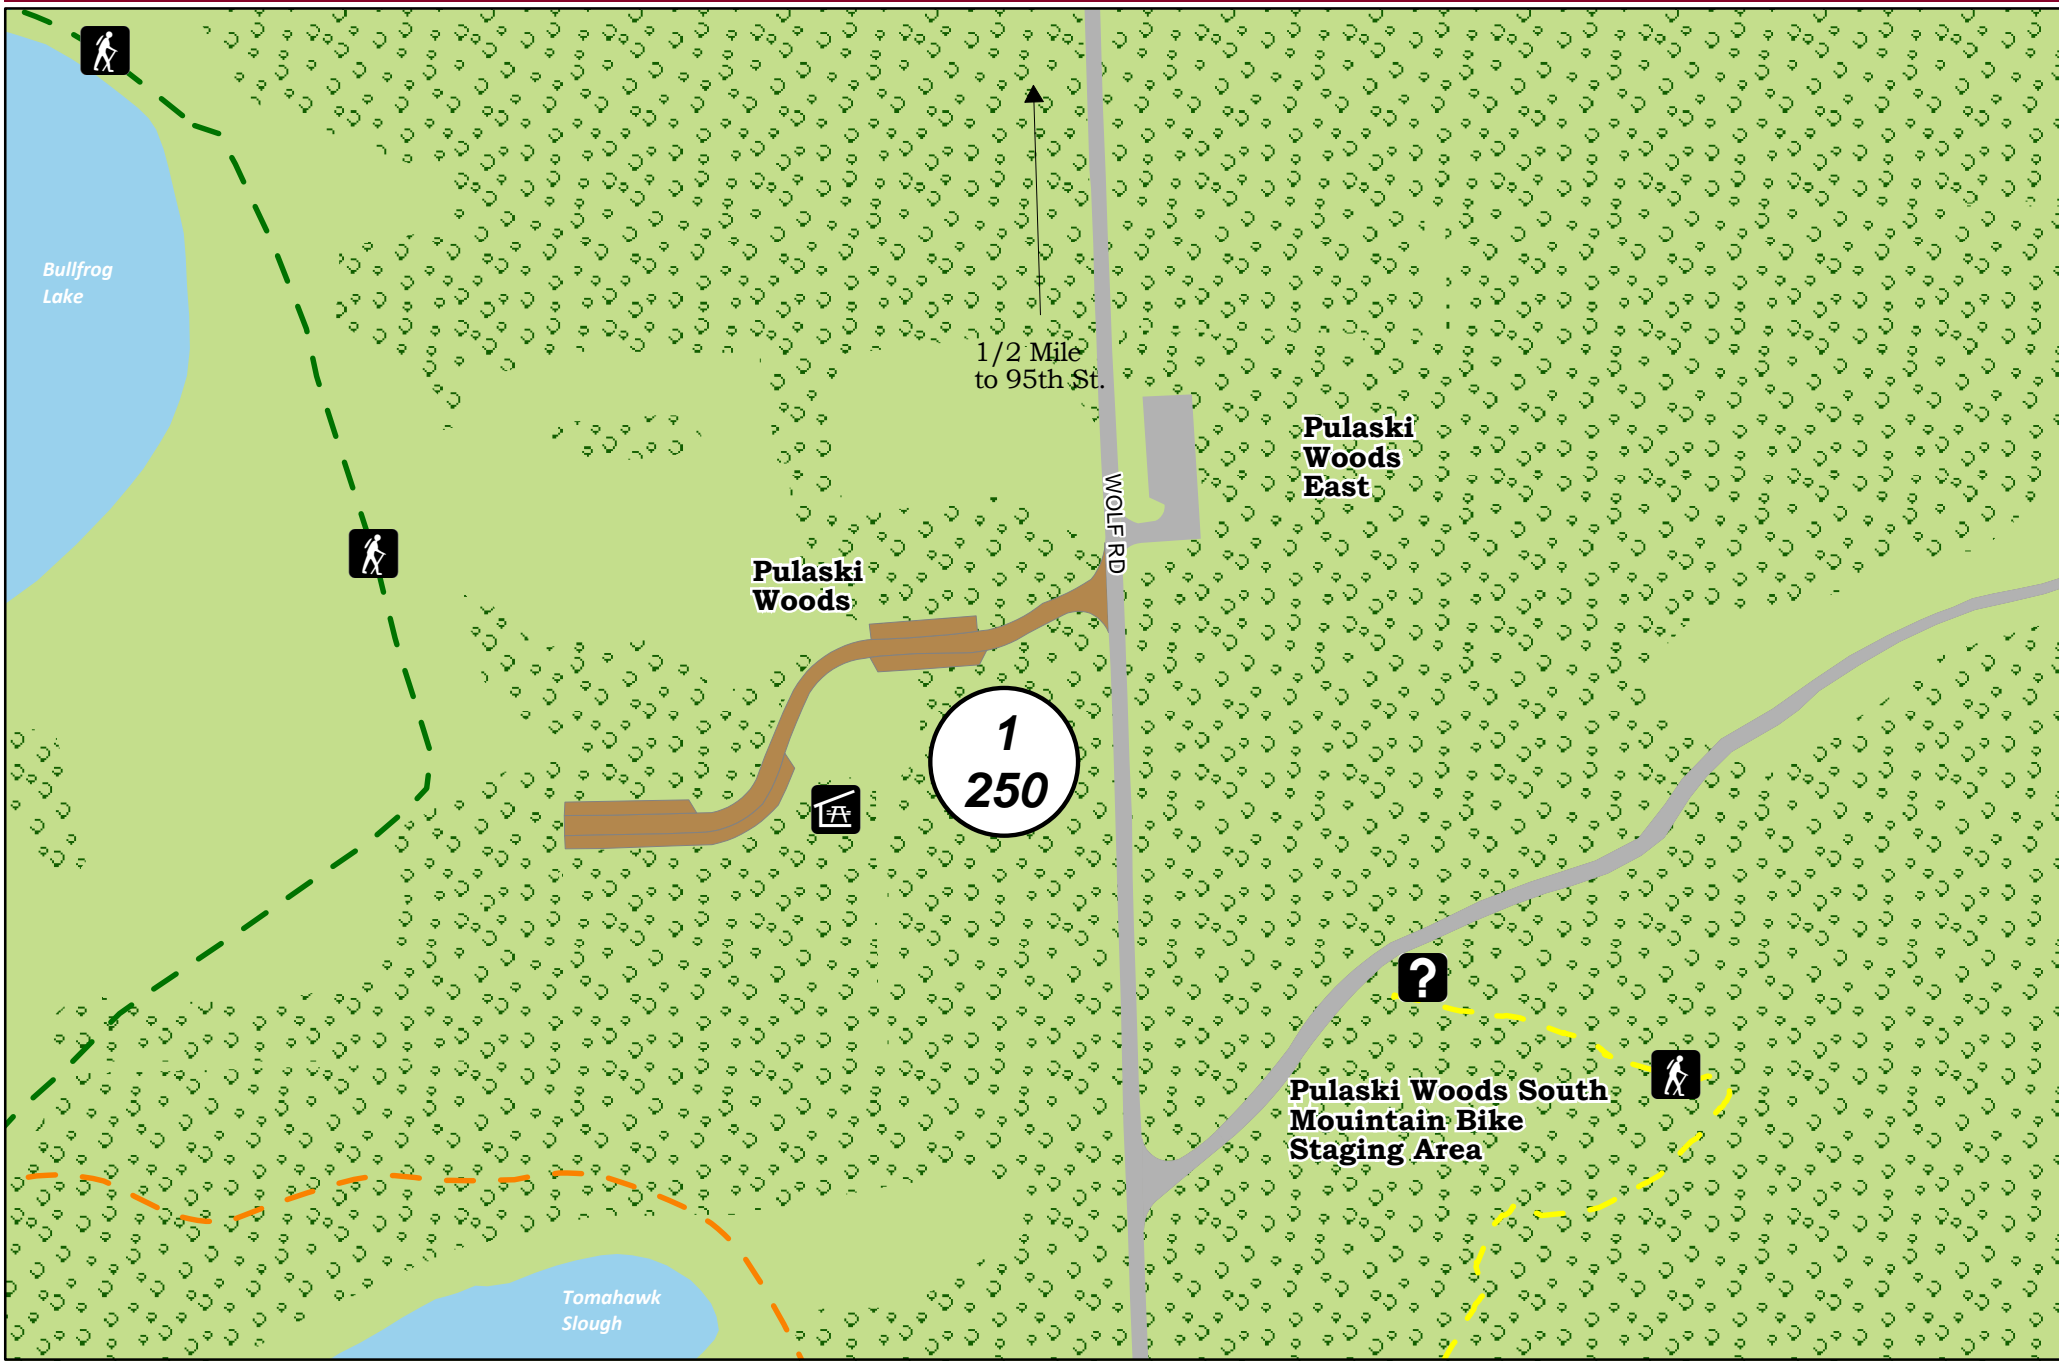 Bullfrog
Lake
1/2 Mile
to 95th St.
Pulaski
Woods
East
WOLF RD
Pulaski
Woods
1
250
?
Pulaski Woods South
Mouintain Bike
Staging Area
Tomahawk
Slough